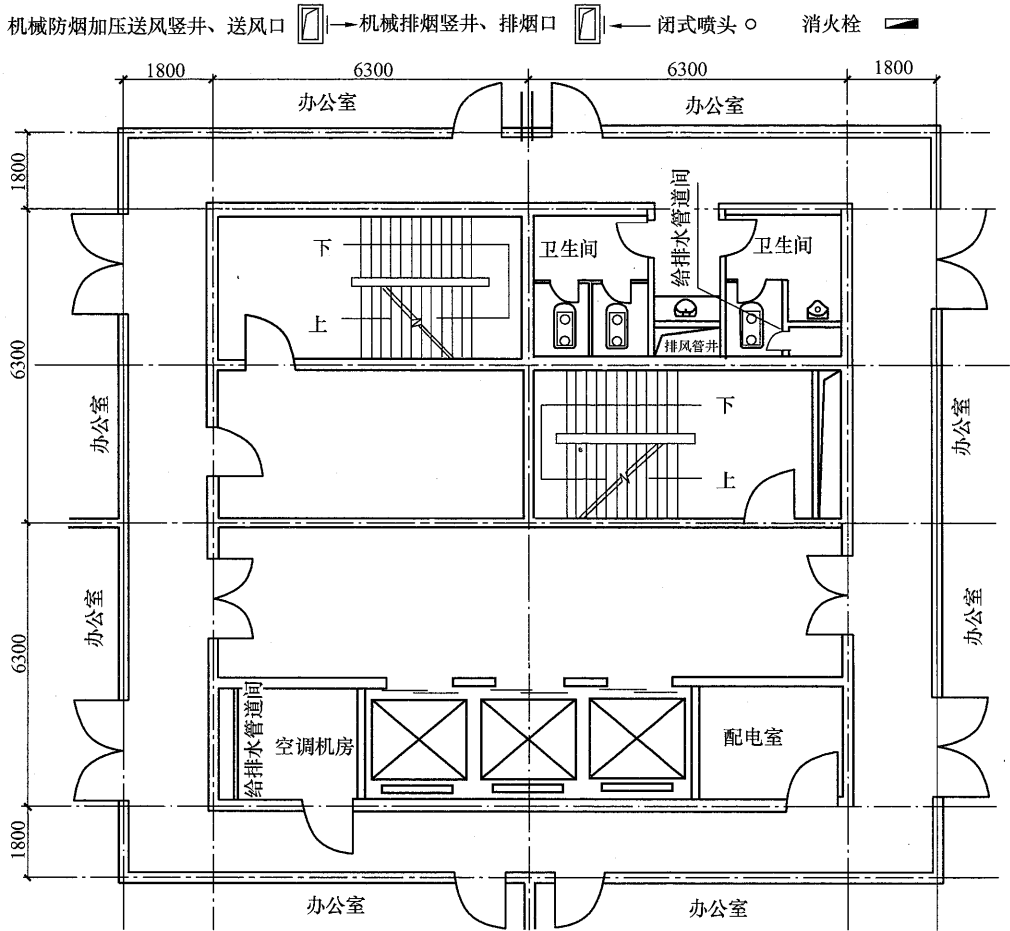 机械防烟加压送风竖井、送风口 机械排烟竖井、排烟口 闭式喷头 消火栓
1800 6300 6300 1800
办公室 办公室
1800
给排水管道间
下 卫生间 卫生间
上
排风管井
6300
下
办公室 办公室
上
办公室 办公室
6300
给排水管道间
空调机房 配电室
1800
办公室 办公室